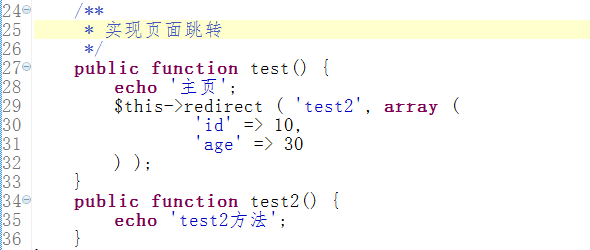 24 /**
25 * 实现页面跳转
26 */
27 public function test() {
28 echo '主页';
29 $this->redirect ( 'test2', array (
30 'id' => 10,
31 'age' => 30
32 ) );
33 }
34 public function test2() {
35 echo 'test2方法';
36 }